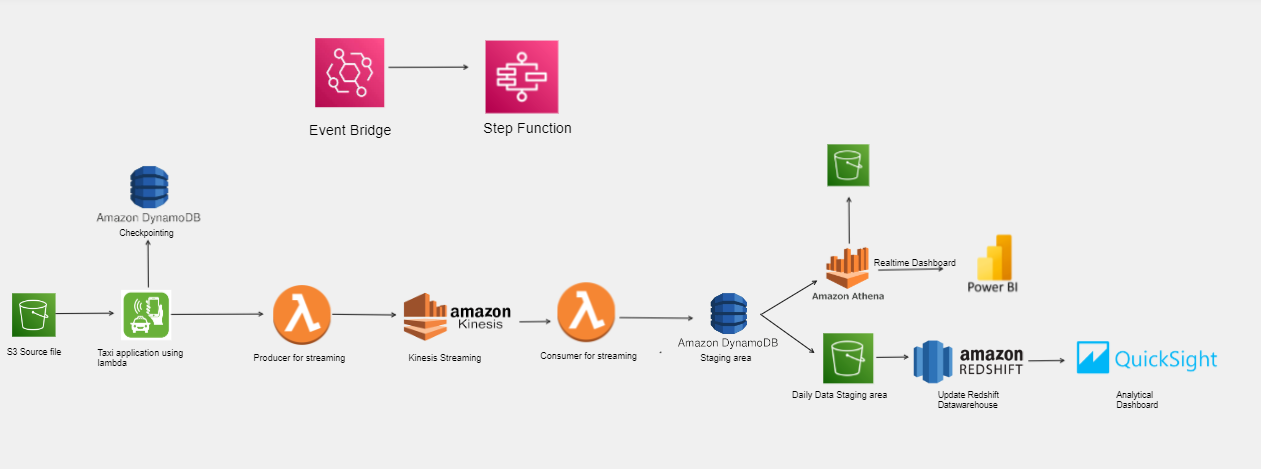 Event Bridge
Step Function
Amazon DynamoDB
Checkpointing
S3 Source file
Taxi application using
lambda
Producer for streaming
amazon
Kinesis
Kinesis Streaming
Consumer for streaming
Amazon DynamoDB
Staging area
Amazon Athena
Realtime Dashboard
Power BI
Daily Data Staging area
amazon
REDSHIFT
Update Redshift
Datawarehouse
QuickSight
Analytical
Dashboard